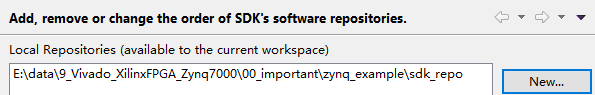 Add, remove or change the order of SDK's software repositories.
Local Repositories (available to the current workspace)
E:\data\9_Vivado_XilinxFPGA_Zynq7000\00_important\zynq_example\sdk_repo
New...